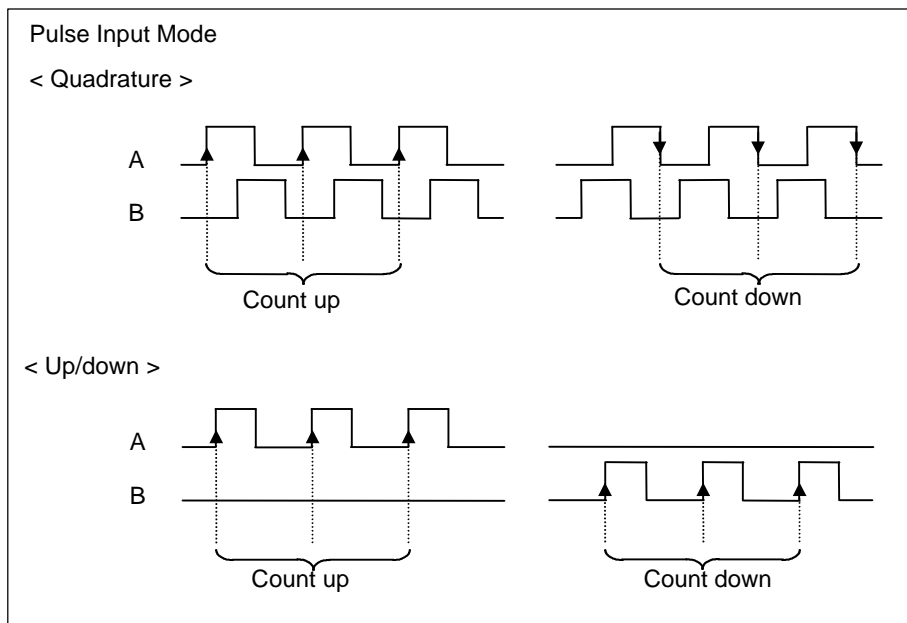 Pulse Input Mode
< Quadrature >
A
B
Count up
Count down
< Up/down >
A
B
Count up
Count down